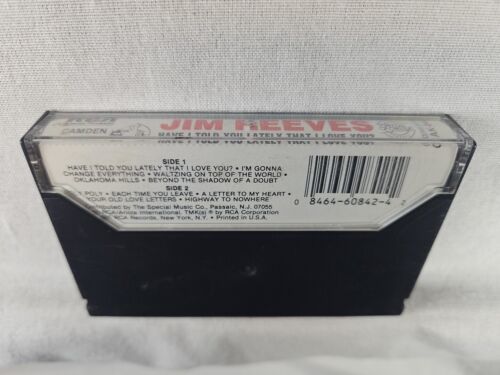 RCA
CAMDEN
JIM REEVES
HAVE I TOLD YOU LATELY THAT I LOVE YOU?
SIDE 1
HAVE I TOLD YOU LATELY THAT I LOVE YOU? • I'M GONNA
CHANGE EVERYTHING • WALTZING ON TOP OF THE WORLD •
OKLAHOMA HILLS • BEYOND THE SHADOW OF A DOUBT
SIDE 2
POLY • EACH TIME YOU LEAVE • A LETTER TO MY HEART •
YOUR OLD LOVE LETTERS • HIGHWAY TO NOWHERE
Distributed by The Special Music Co., Passaic, N.J. 07055
RCA/Ariola International. TMK(s) ® by RCA Corporation
RCA Records, New York, N.Y. • Printed in U.S.A.
0 8464-60842-4 2